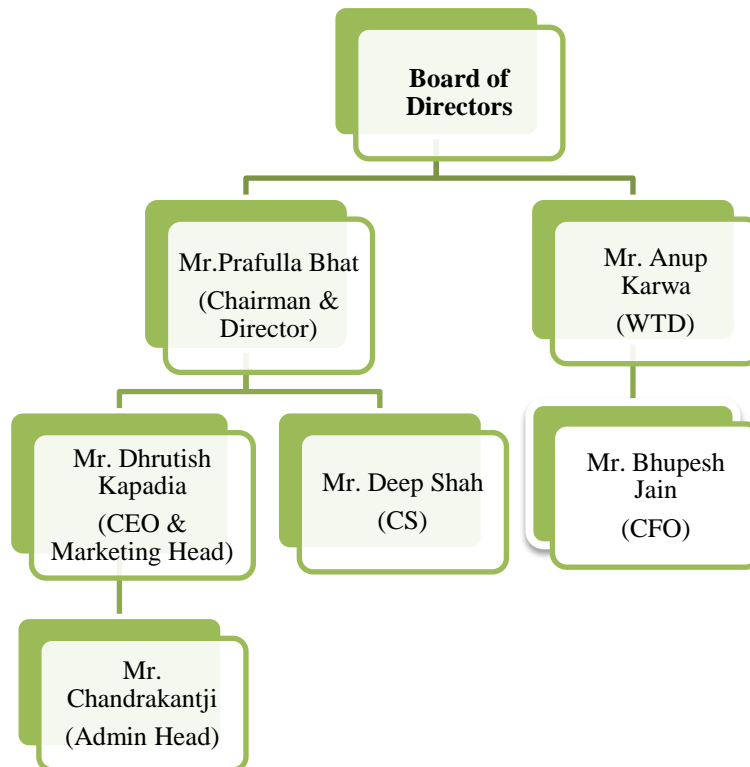 Board of
Directors
Mr.Prafulla Bhat
(Chairman &
Director)
Mr. Anup
Karwa
(WTD)
Mr. Dhrutish
Kapadia
(CEO &
Marketing Head)
Mr. Deep Shah
(CS)
Mr. Bhupesh
Jain
(CFO)
Mr.
Chandrakantji
(Admin Head)